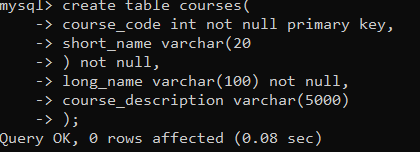 mysql> create table courses(
    -> course_code int not null primary key,
    -> short_name varchar(20
    -> ) not null,
    -> long_name varchar(100) not null,
    -> course_description varchar(5000)
    -> );
Query OK, 0 rows affected (0.08 sec)